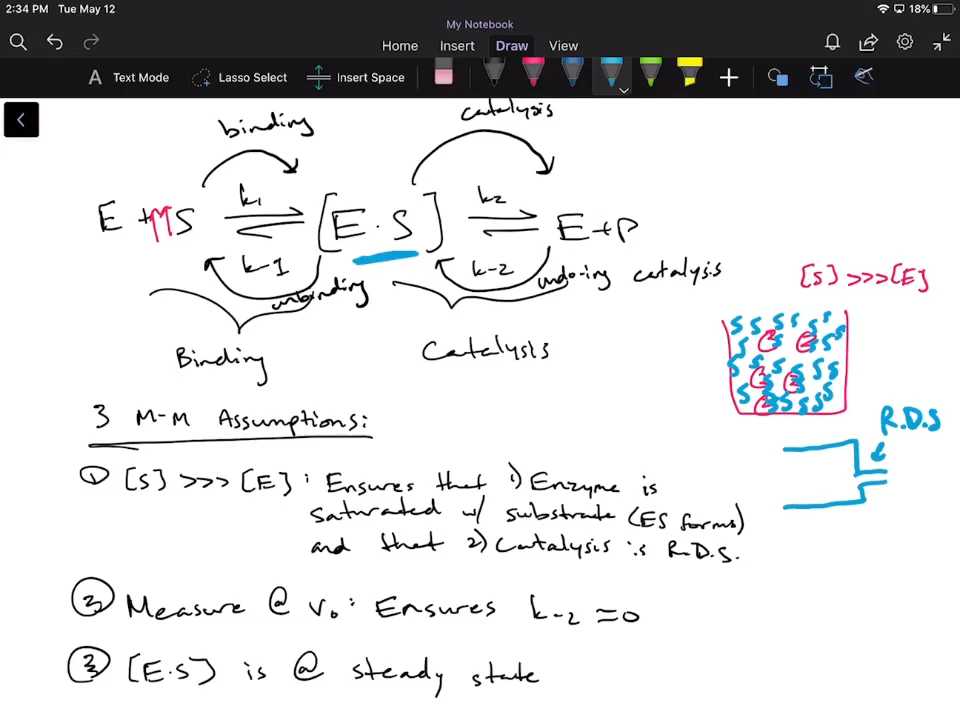 2:34 PM Tue May 12
18%
My Notebook
Home Insert Draw View
Text Mode Lasso Select Insert Space
binding
catalysis
k1
k2
E + MS [E · S] E + P
k-1
k-2
unbinding
undo-ing catalysis
[S] >>> [E]
Binding
Catalysis
R.D.S
3 M-M Assumptions:
① [S] >>> [E] : Ensures that 1) Enzyme is
saturated w/ substrate (ES forms)
and that 2) Catalysis is R.D.S.
② Measure @ v₀ : Ensures k-2 ≈ 0
③ [E·S] is @ steady state